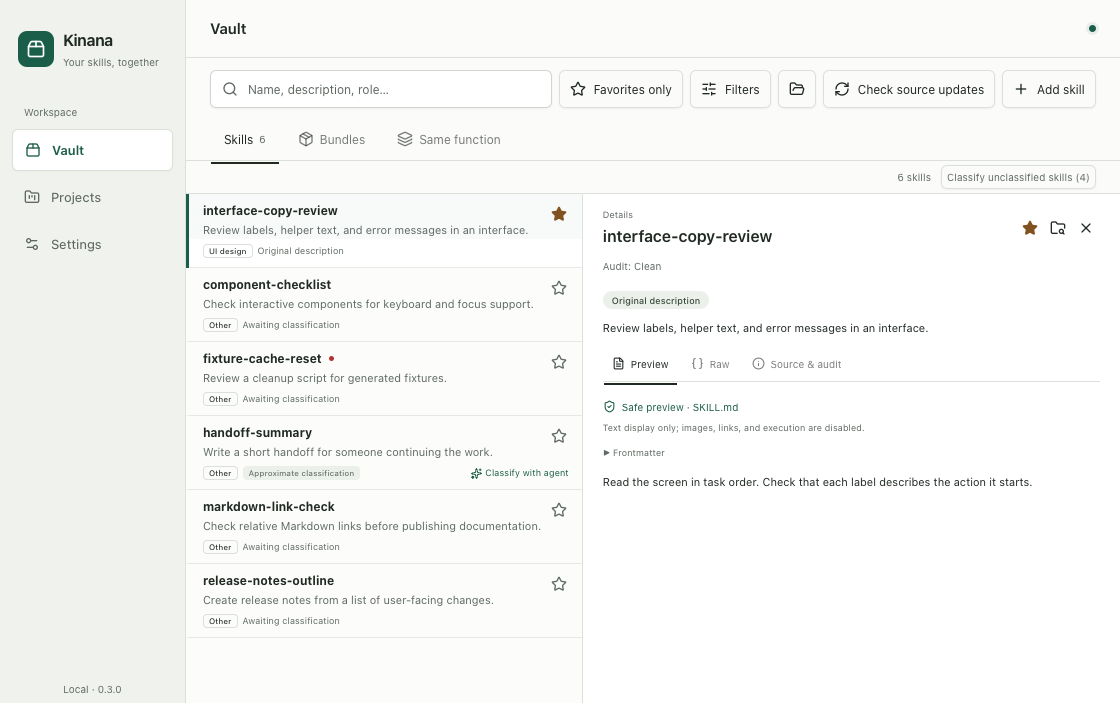 Kinana
Your skills, together
Workspace
Vault
Projects
Settings
Local · 0.3.0
Vault
Name, description, role…
Favorites only
Filters
Check source updates
Add skill
Skills 6
Bundles
Same function
6 skills
Classify unclassified skills (4)
interface-copy-review
Review labels, helper text, and error messages in an interface.
UI design Original description
component-checklist
Check interactive components for keyboard and focus support.
Other Awaiting classification
fixture-cache-reset
Review a cleanup script for generated fixtures.
Other Awaiting classification
handoff-summary
Write a short handoff for someone continuing the work.
Other Approximate classification Classify with agent
markdown-link-check
Check relative Markdown links before publishing documentation.
Other Awaiting classification
release-notes-outline
Create release notes from a list of user-facing changes.
Other Awaiting classification
Details
interface-copy-review
Audit: Clean
Original description
Review labels, helper text, and error messages in an interface.
Preview
Raw
Source & audit
Safe preview · SKILL.md
Text display only; images, links, and execution are disabled.
Frontmatter
Read the screen in task order. Check that each label describes the action it starts.